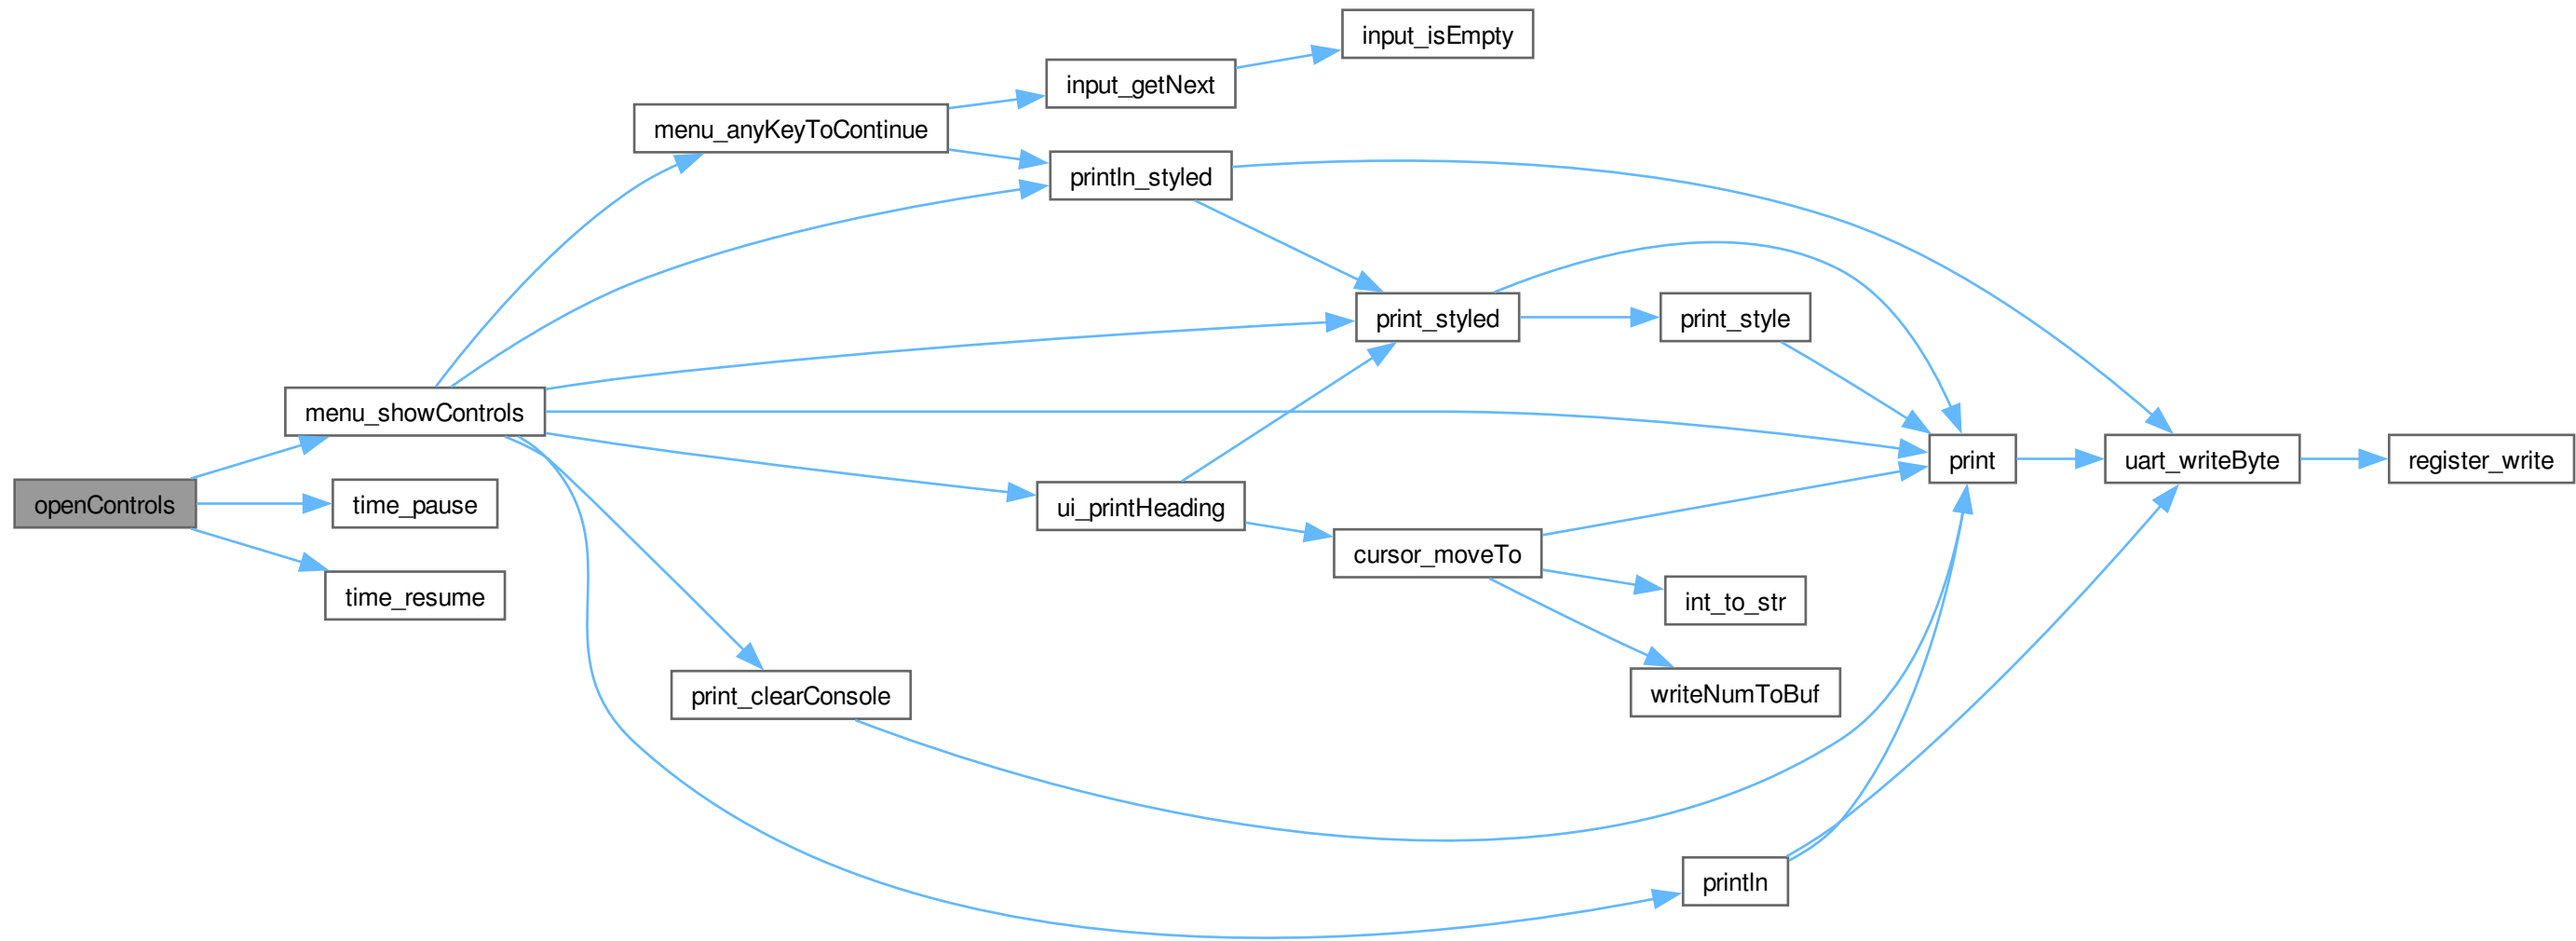 input_isEmpty
input_getNext
menu_anyKeyToContinue
println_styled
print_styled
print_style
menu_showControls
print
uart_writeByte
register_write
openControls
time_pause
ui_printHeading
cursor_moveTo
time_resume
int_to_str
print_clearConsole
writeNumToBuf
println